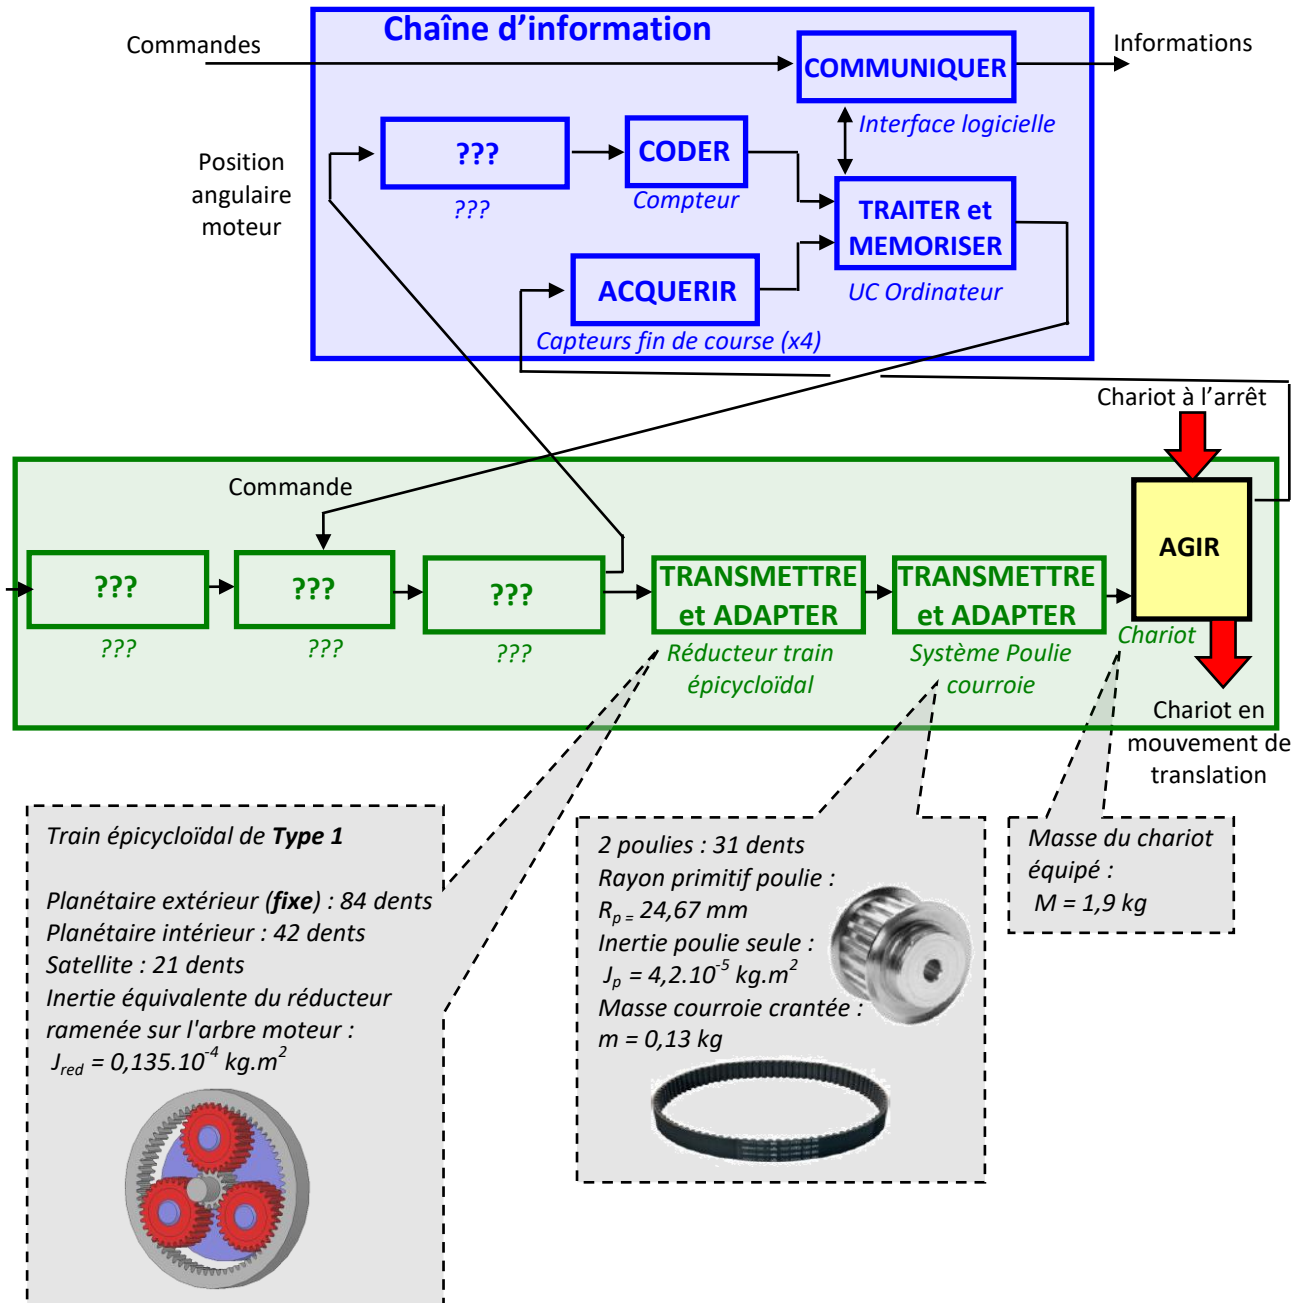 Chaîne d’information
Commandes
COMMUNIQUER
Informations
Interface logicielle
Position
angulaire
moteur
???
???
CODER
Compteur
TRAITER et
MEMORISER
UC Ordinateur
ACQUERIR
Capteurs fin de course (x4)
Chariot à l’arrêt
Commande
???
???
???
???
???
???
TRANSMETTRE
et ADAPTER
Réducteur train
épicycloïdal
TRANSMETTRE
et ADAPTER
Système Poulie
courroie
AGIR
Chariot
Chariot en
mouvement de
translation
Train épicycloïdal de Type 1
Planétaire extérieur (fixe) : 84 dents
Planétaire intérieur : 42 dents
Satellite : 21 dents
Inertie équivalente du réducteur
ramenée sur l'arbre moteur :
J_red = 0,135.10^-4 kg.m^2
2 poulies : 31 dents
Rayon primitif poulie :
R_p = 24,67 mm
Inertie poulie seule :
J_p = 4,2.10^-5 kg.m^2
Masse courroie crantée :
m = 0,13 kg
Masse du chariot
équipé :
M = 1,9 kg